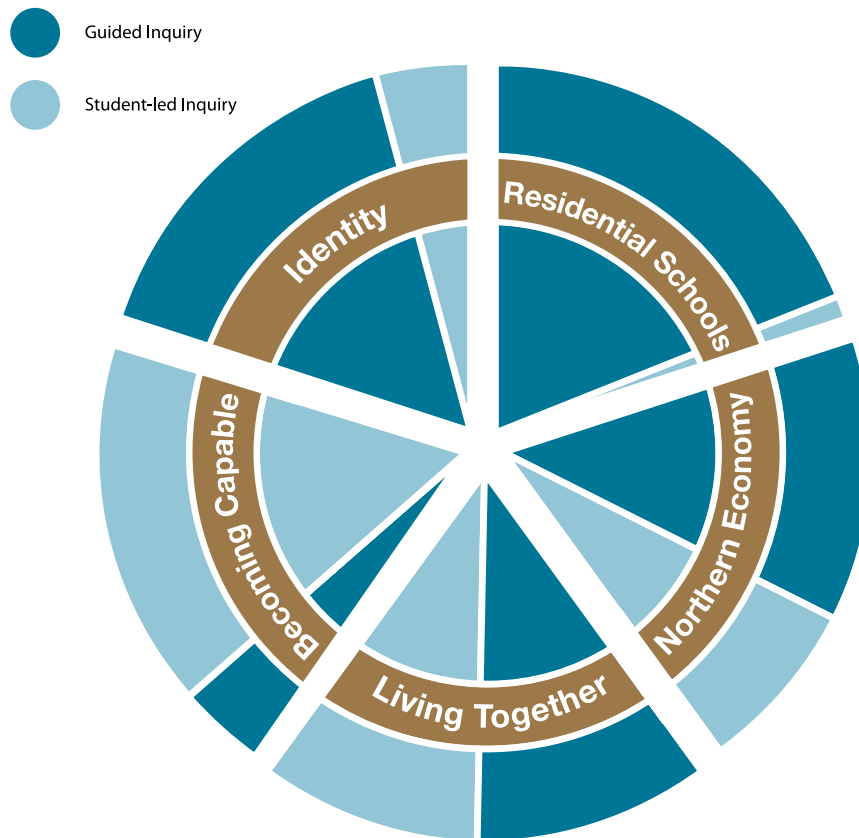 Guided Inquiry
Student-led Inquiry
Identity
Residential Schools
Becoming Capable
Northern Economy
Living Together